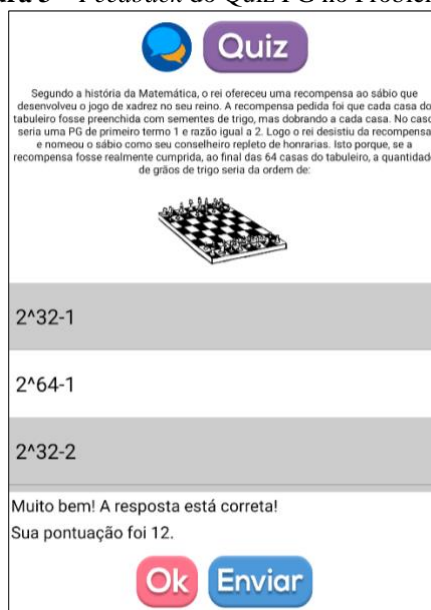 Feedback do Quiz PG no
Quiz
Segundo a história da Matemática, o rei ofereceu uma recompensa ao sábio que
desenvolveu o jogo de xadrez no seu reino. A recompensa pedida foi que cada casa do
tabuleiro fosse preenchida com sementes de trigo, mas dobrando a cada casa. No caso
seria uma PG de primeiro termo 1 e razão igual a 2. Logo o rei desistiu da recompensa
e nomeou o sábio como seu conselheiro repleto de honrarias. Isto porque, se a
recompensa fosse realmente cumprida, ao final das 64 casas do tabuleiro, a quantidad
de grãos de trigo seria da ordem de:
2^32-1
2^64-1
2^32-2
Muito bem! A resposta está correta!
Sua pontuação foi 12.
Ok Enviar